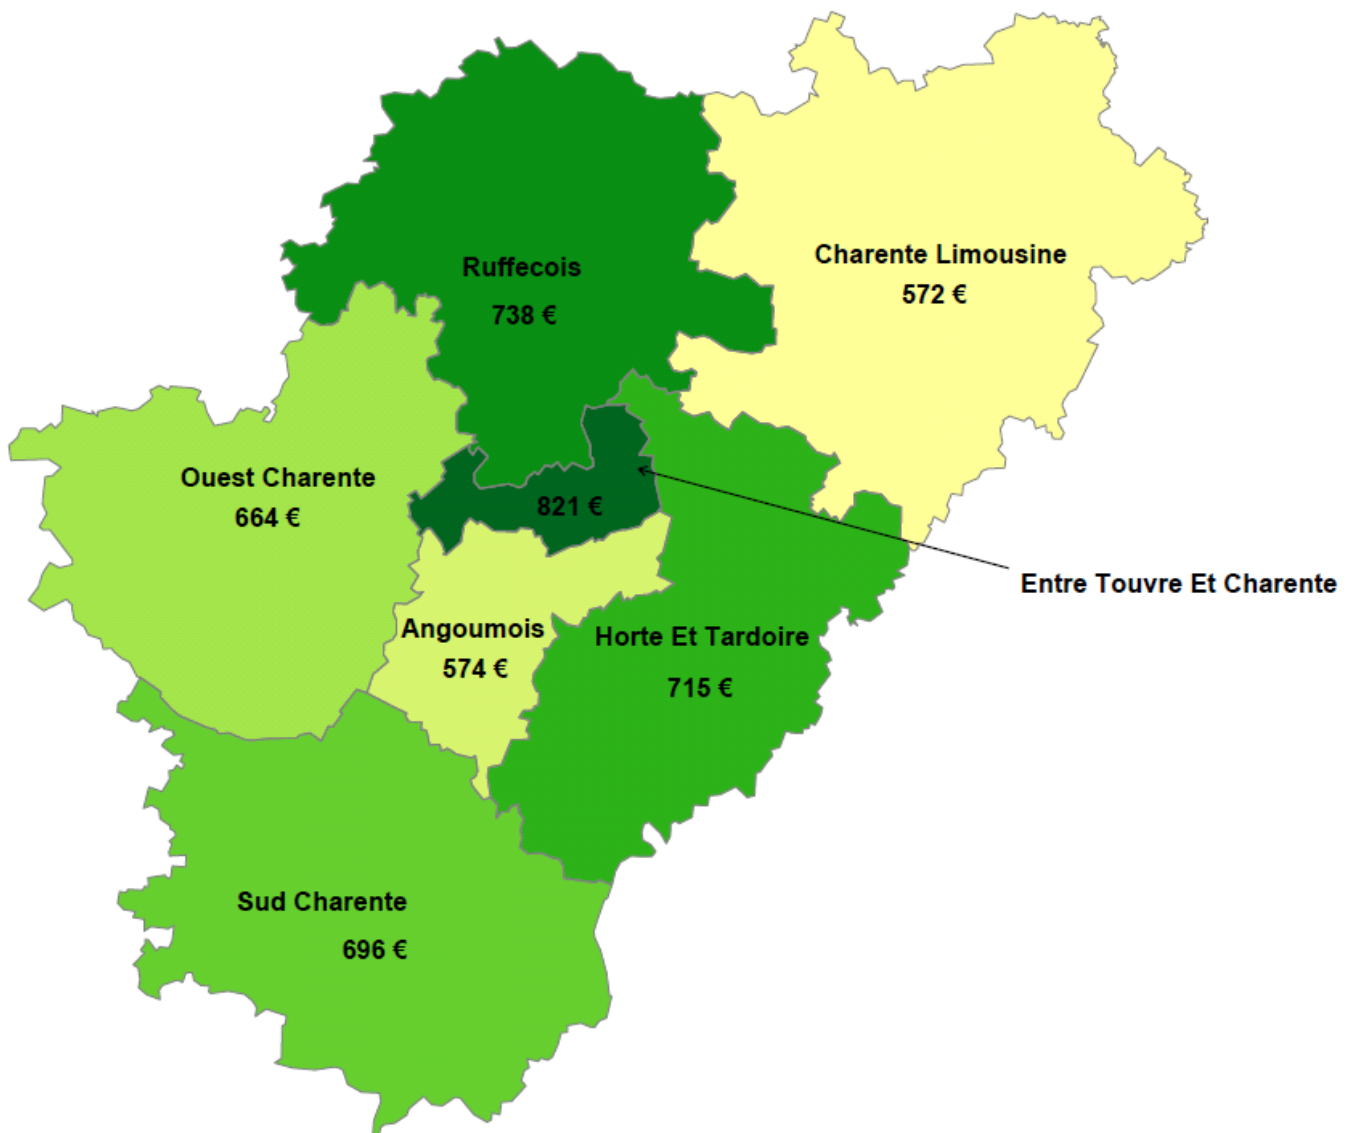 Charente Limousine
572 €
Ruffecois
738 €
Ouest Charente
664 €
821 €
Entre Touvre Et Charente
Angoumois
574 €
Horte Et Tardoire
715 €
Sud Charente
696 €